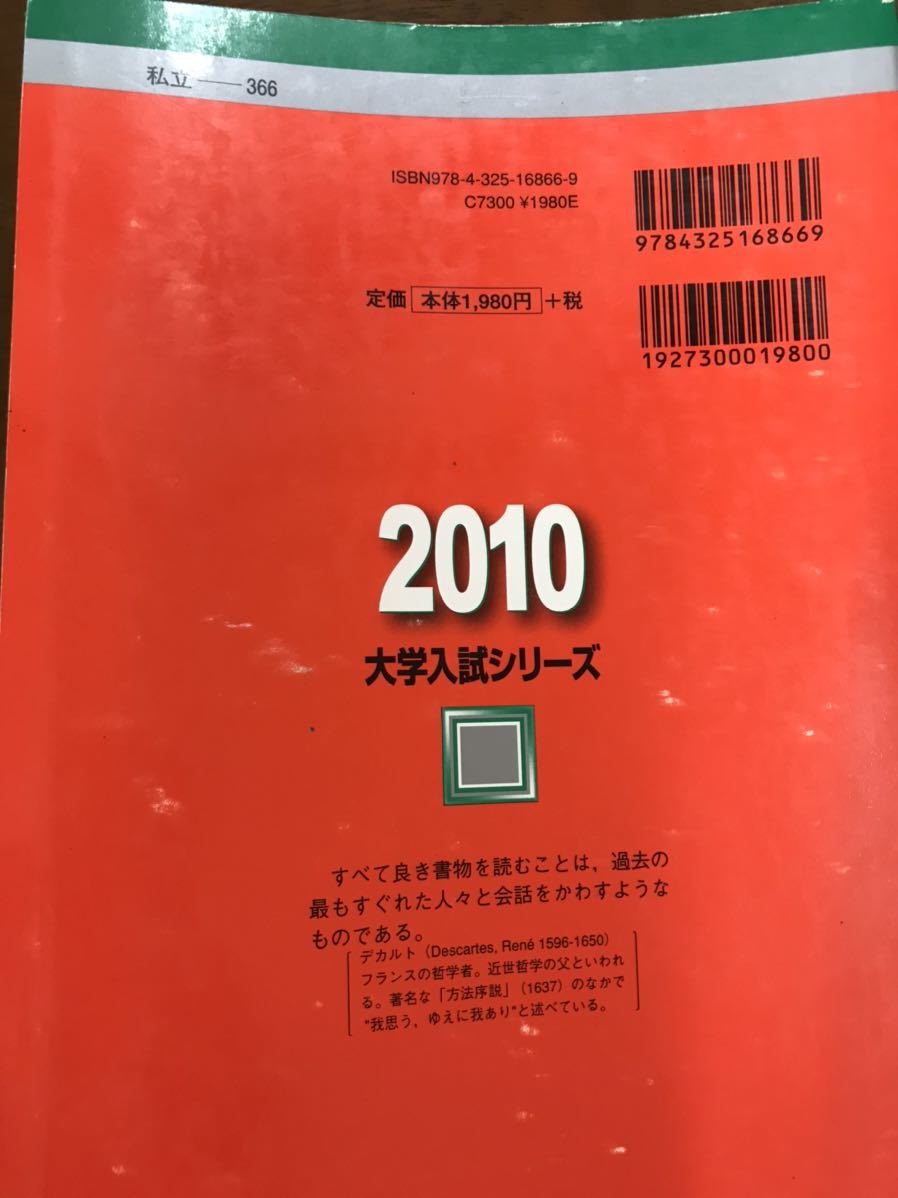 私立——366
ISBN978-4-325-16866-9
C7300 ¥1980E
9784325168669
定価 本体1,980円 +税
1927300019800
2010
大学入試シリーズ
すべて良き書物を読むことは，過去の
最もすぐれた人々と会話をかわすような
ものである。
デカルト（Descartes, René 1596-1650）
フランスの哲学者。近世哲学の父といわれ
る。著名な「方法序説」（1637）のなかで
"我思う，ゆえに我あり"と述べている。